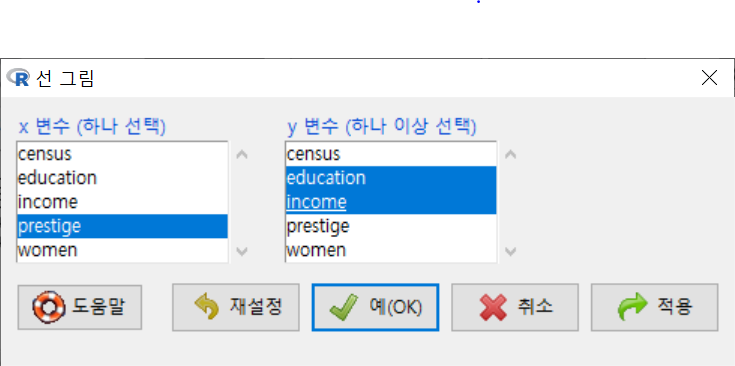 선 그림
x 변수 (하나 선택)
census
education
income
prestige
women
y 변수 (하나 이상 선택)
census
education
income
prestige
women
도움말
재설정
예(OK)
취소
적용